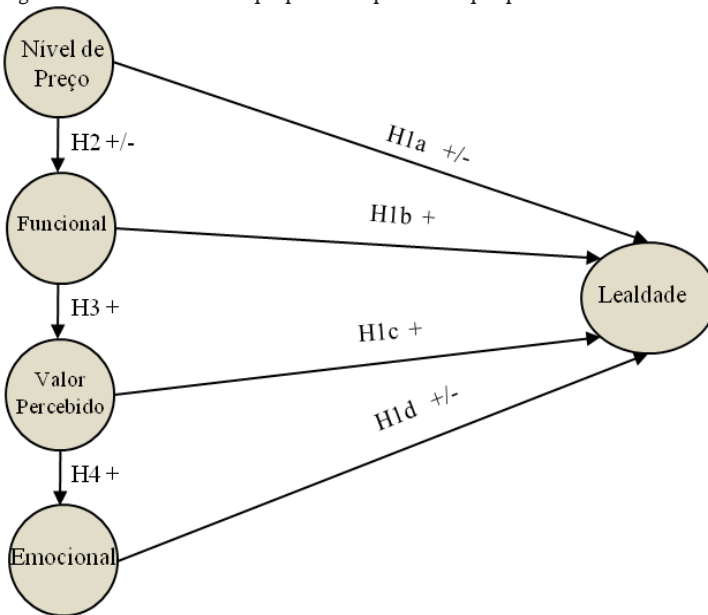 Nível de
Preço
H2 +/-
H1a +/-
Funcional
H1b +
Lealdade
H3 +
H1c +
Valor
Percebido
H1d +/-
H4 +
Emocional